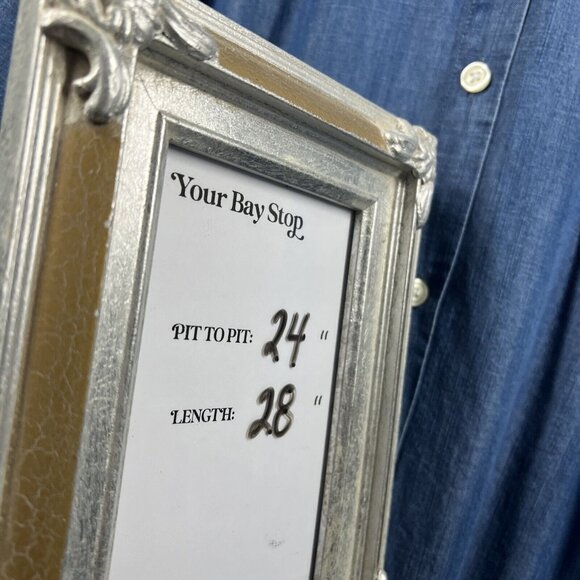 Your Bay Stop
PIT TO PIT: 24 "
LENGTH: 28 "